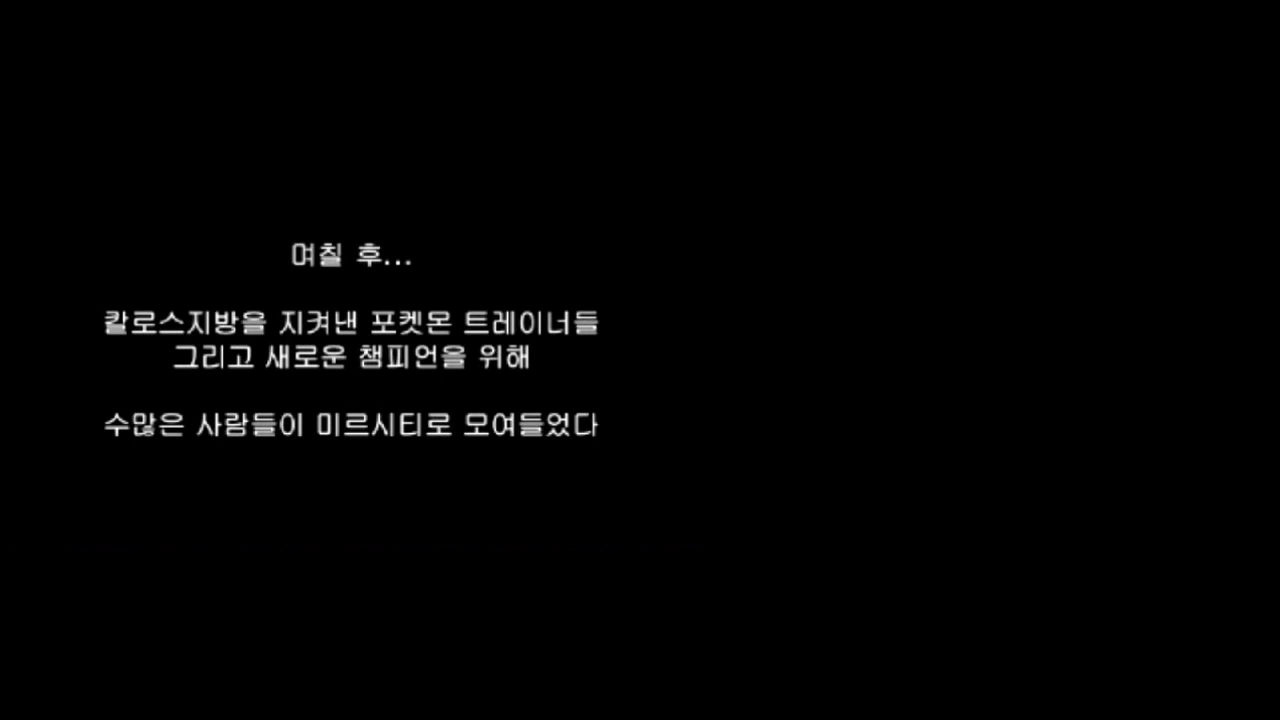 며칠 후...
칼로스지방을 지켜낸 포켓몬 트레이너들
그리고 새로운 챔피언을 위해
수많은 사람들이 미르시티로 모여들었다